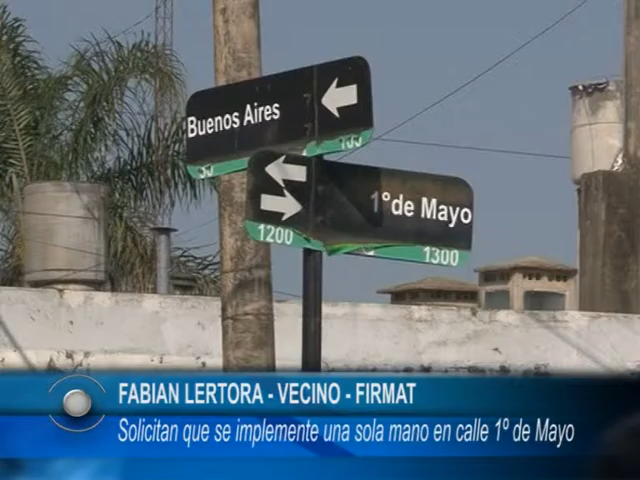 Buenos Aires
1° de Mayo
1200
1300
FABIAN LERTORA - VECINO - FIRMAT
Solicitan que se implemente una sola mano en calle 1º de Mayo